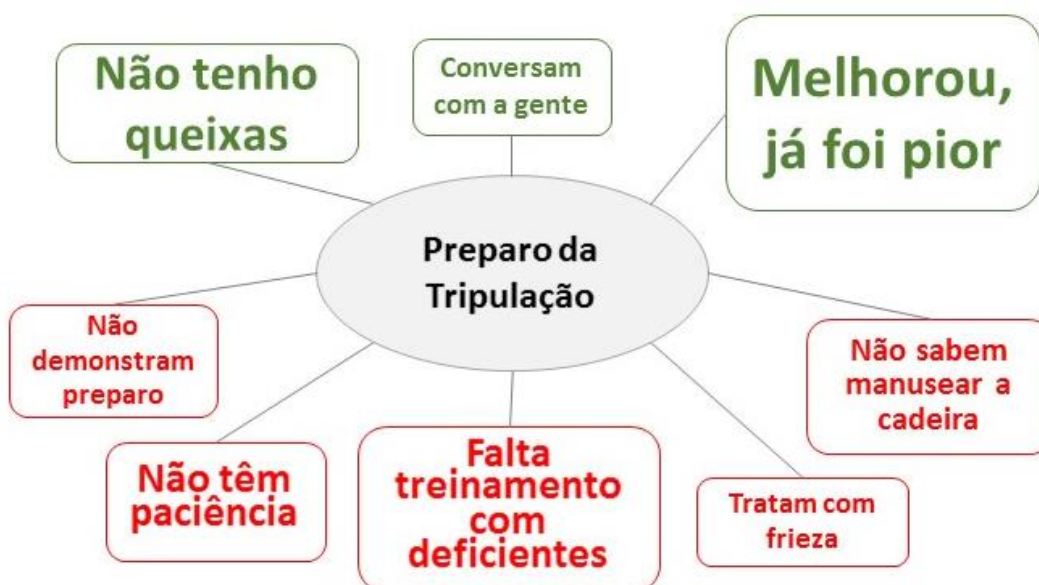 Não tenho
queixas
Conversam
com a gente
Melhorou,
já foi pior
Preparo da
Tripulação
Não
demonstram
preparo
Não têm
paciência
Falta
treinamento
com
deficientes
Tratam com
frieza
Não sabem
manusear a
cadeira